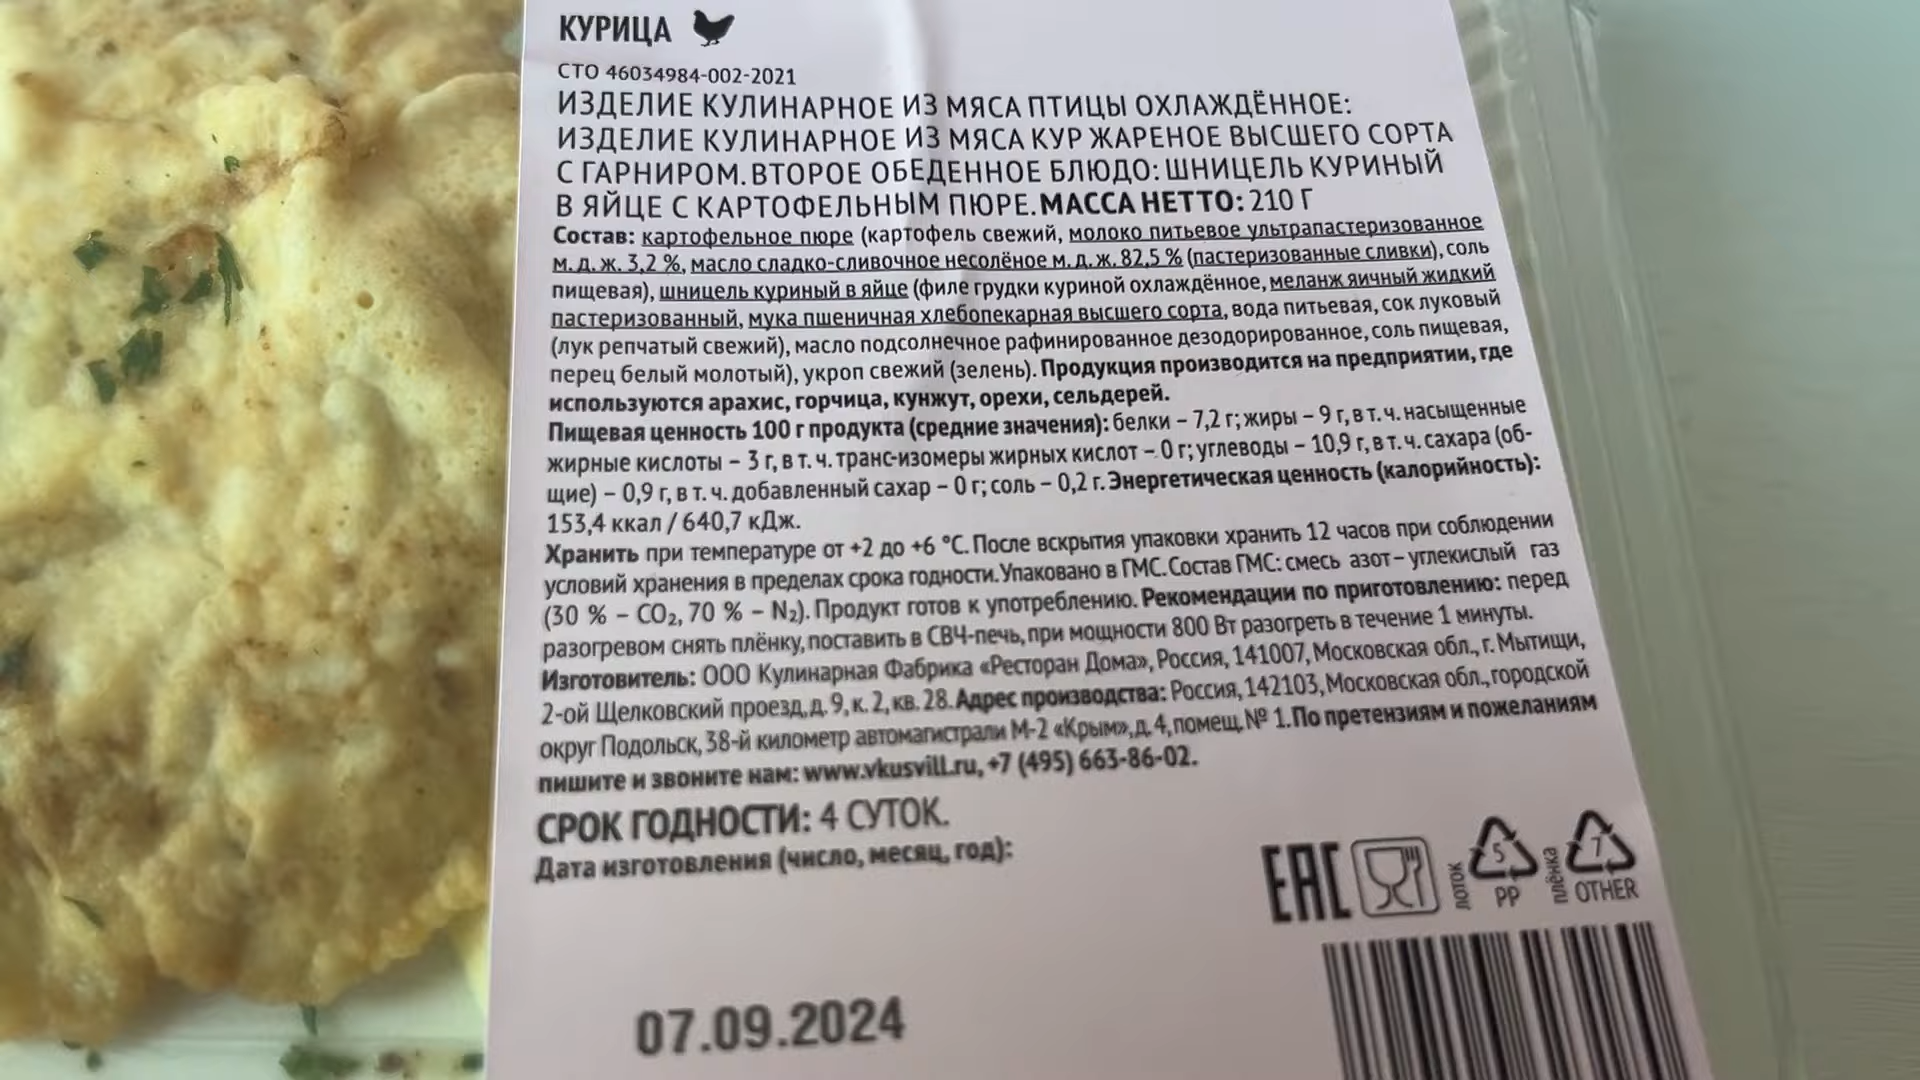 КУРИЦА
СТО 46034984-002-2021
ИЗДЕЛИЕ КУЛИНАРНОЕ ИЗ МЯСА ПТИЦЫ ОХЛАЖДЁННОЕ:
ИЗДЕЛИЕ КУЛИНАРНОЕ ИЗ МЯСА КУР ЖАРЕНОЕ ВЫСШЕГО СОРТА
С ГАРНИРОМ. ВТОРОЕ ОБЕДЕННОЕ БЛЮДО: ШНИЦЕЛЬ КУРИНЫЙ
В ЯЙЦЕ С КАРТОФЕЛЬНЫМ ПЮРЕ. МАССА НЕТТО: 210 Г
Состав: картофельное пюре (картофель свежий, молоко питьевое ультрапастеризованное
м. д. ж. 3,2 %, масло сладко-сливочное несолёное м. д. ж. 82,5 % (пастеризованные сливки), соль
пищевая), шницель куриный в яйце (филе грудки куриной охлаждённое, меланж яичный жидкий
пастеризованный, мука пшеничная хлебопекарная высшего сорта, вода питьевая, сок луковый
(лук репчатый свежий), масло подсолнечное рафинированное дезодорированное, соль пищевая,
перец белый молотый), укроп свежий (зелень). Продукция производится на предприятии, где
используются арахис, горчица, кунжут, орехи, сельдерей.
Пищевая ценность 100 г продукта (средние значения): белки – 7,2 г; жиры – 9 г, в т. ч. насыщенные
жирные кислоты – 3 г, в т. ч. транс-изомеры жирных кислот – 0 г; углеводы – 10,9 г, в т. ч. сахара (об-
щие) – 0,9 г, в т. ч. добавленный сахар – 0 г; соль – 0,2 г. Энергетическая ценность (калорийность):
153,4 ккал / 640,7 кДж.
Хранить при температуре от +2 до +6 °С. После вскрытия упаковки хранить 12 часов при соблюдении
условий хранения в пределах срока годности. Упаковано в ГМС. Состав ГМС: смесь азот – углекислый газ
(30 % – CO₂, 70 % – N₂). Продукт готов к употреблению. Рекомендации по приготовлению: перед
разогревом снять плёнку, поставить в СВЧ-печь, при мощности 800 Вт разогреть в течение 1 минуты.
Изготовитель: ООО Кулинарная Фабрика «Ресторан Дома», Россия, 141007, Московская обл., г. Мытищи,
2-ой Щелковский проезд, д. 9, к. 2, кв. 28. Адрес производства: Россия, 142103, Московская обл., городской
округ Подольск, 38-й километр автомагистрали М-2 «Крым», д. 4, помещ. № 1. По претензиям и пожеланиям
пишите и звоните нам: www.vkusvill.ru, +7 (495) 663-86-02.
СРОК ГОДНОСТИ: 4 СУТОК.
Дата изготовления (число, месяц, год):
EAC
лоток 5 PP
плёнка 7 OTHER
07.09.2024